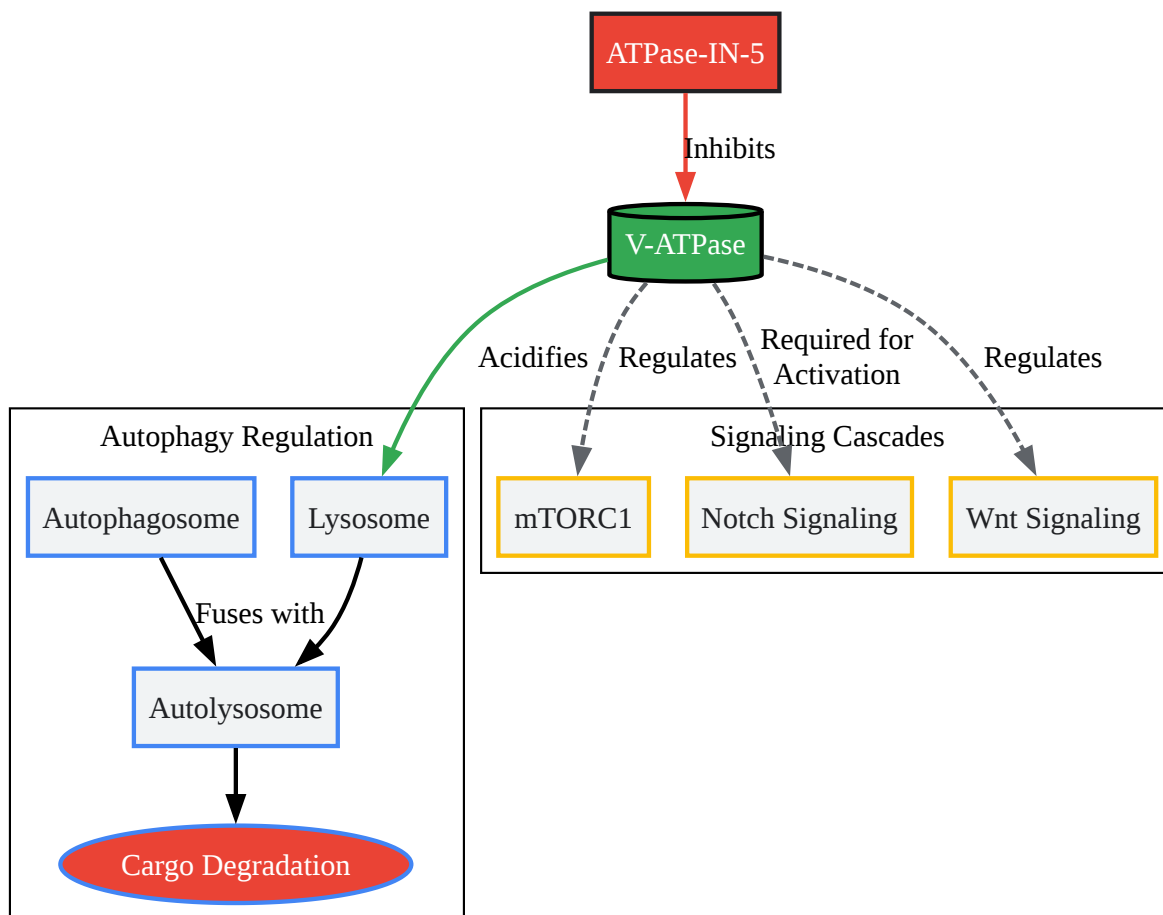 ATPase-IN-5
Inhibits
V-ATPase
Acidifies
Regulates
Required for
Activation
Regulates
Autophagy Regulation
Signaling Cascades
Autophagosome
Lysosome
mTORC1
Notch Signaling
Wnt Signaling
Fuses with
Autolysosome
Cargo Degradation